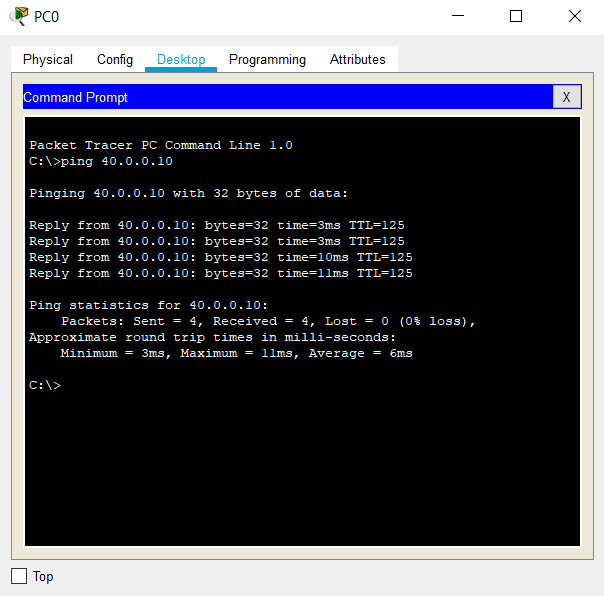 PC0
Physical Config Desktop Programming Attributes
Command Prompt X
Packet Tracer PC Command Line 1.0
C:\>ping 40.0.0.10
Pinging 40.0.0.10 with 32 bytes of data:
Reply from 40.0.0.10: bytes=32 time=3ms TTL=125
Reply from 40.0.0.10: bytes=32 time=3ms TTL=125
Reply from 40.0.0.10: bytes=32 time=10ms TTL=125
Reply from 40.0.0.10: bytes=32 time=11ms TTL=125
Ping statistics for 40.0.0.10:
Packets: Sent = 4, Received = 4, Lost = 0 (0% loss),
Approximate round trip times in milli-seconds:
Minimum = 3ms, Maximum = 11ms, Average = 6ms
C:\>
Top